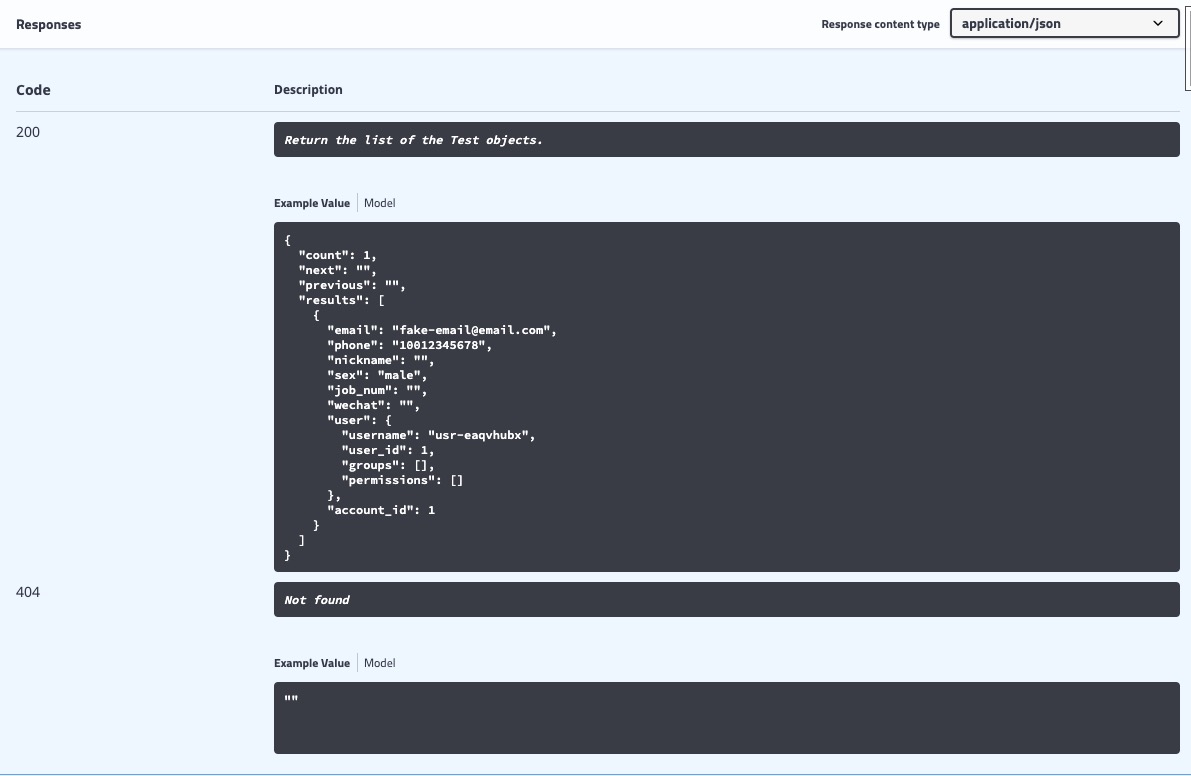 Responses
Response content type
application/json
Code
Description
200
Return the list of the Test objects.
Example Value
Model
{
  "count": 1,
  "next": "",
  "previous": "",
  "results": [
    {
      "email": "fake-email@email.com",
      "phone": "10012345678",
      "nickname": "",
      "sex": "male",
      "job_num": "",
      "wechat": "",
      "user": {
        "username": "usr-eaqvhubx",
        "user_id": 1,
        "groups": [],
        "permissions": []
      },
      "account_id": 1
    }
  ]
}
404
Not found
Example Value
Model
""